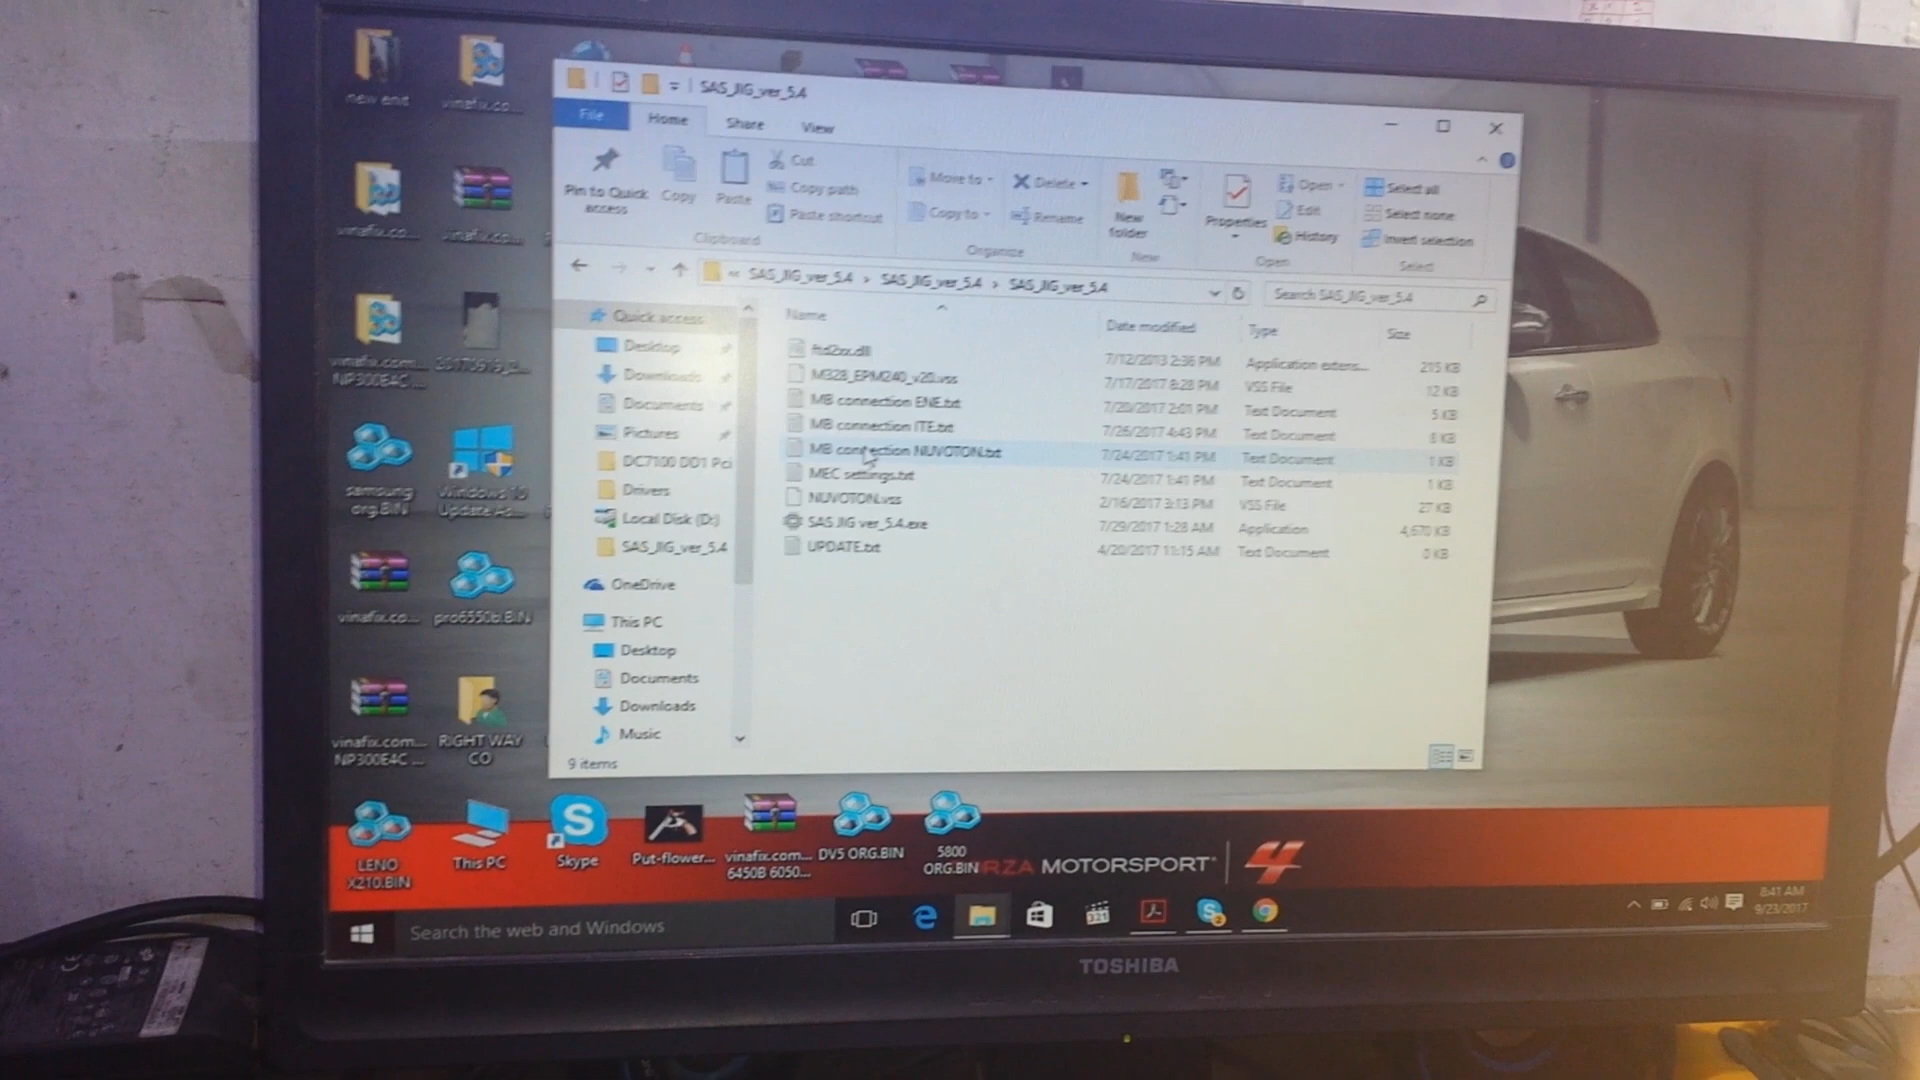 SAS_JIG_ver_5.4
File Home Share View
Pin to Quick access
Copy
Paste
Cut
Copy path
Paste shortcut
Clipboard
Move to
Copy to
Delete
Rename
Organize
New folder
New
Properties
Open
Edit
History
Open
Select all
Select none
Invert selection
Select
« SAS_JIG_ver_5.4 › SAS_JIG_ver_5.4 › SAS_JIG_ver_5.4
Search SAS_JIG_ver_5.4
Name Date modified Type Size
ftd2xx.dll 7/12/2013 2:36 PM Application extens... 215 KB
M328_EPM240_v20.vss 7/17/2017 8:28 PM VSS File 12 KB
MB connection ENE.txt 7/20/2017 2:01 PM Text Document 5 KB
MB connection ITE.txt 7/26/2017 4:43 PM Text Document 8 KB
MB connection NUVOTON.txt 7/24/2017 1:41 PM Text Document 1 KB
MEC settings.txt 7/24/2017 1:41 PM Text Document 1 KB
NUVOTON.vss 2/16/2017 3:13 PM VSS File 27 KB
SAS JIG ver_5.4.exe 7/29/2017 1:28 AM Application 4,670 KB
UPDATE.txt 4/20/2017 11:15 AM Text Document 0 KB
Quick access
Desktop
Downloads
Documents
Pictures
DC7100 DD1 Pci
Drivers
Local Disk (D:)
SAS_JIG_ver_5.4
OneDrive
This PC
Desktop
Documents
Downloads
Music
9 items
vinafix.co...
vinafix.co...
vinafix.com...
vinafix.com...
NP300E4C ...
samsung
org.BIN
Windows 10
Update As...
vinafix.co...
pro6550b.BIN
vinafix.com...
NP300E4C ...
RIGHT WAY
CO
LENO
X210.BIN
This PC
Skype
Put-flower...
vinafix.com...
6450B 6050...
DV5 ORG.BIN
5800
ORG.BIN
RZA MOTORSPORT 4
Search the web and Windows
8:41 AM
9/23/2017
TOSHIBA